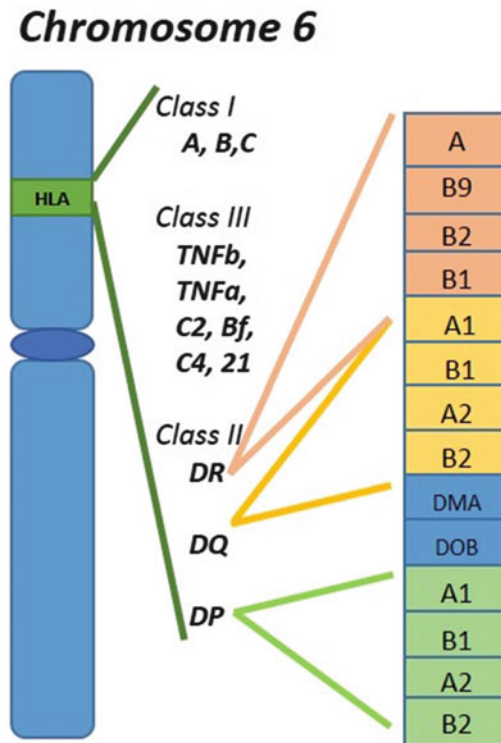 Chromosome 6
HLA
Class I
A, B,C
Class III
TNFb,
TNFa,
C2, Bf,
C4, 21
Class II
DR
DQ
DP
A
B9
B2
B1
A1
B1
A2
B2
DMA
DOB
A1
B1
A2
B2